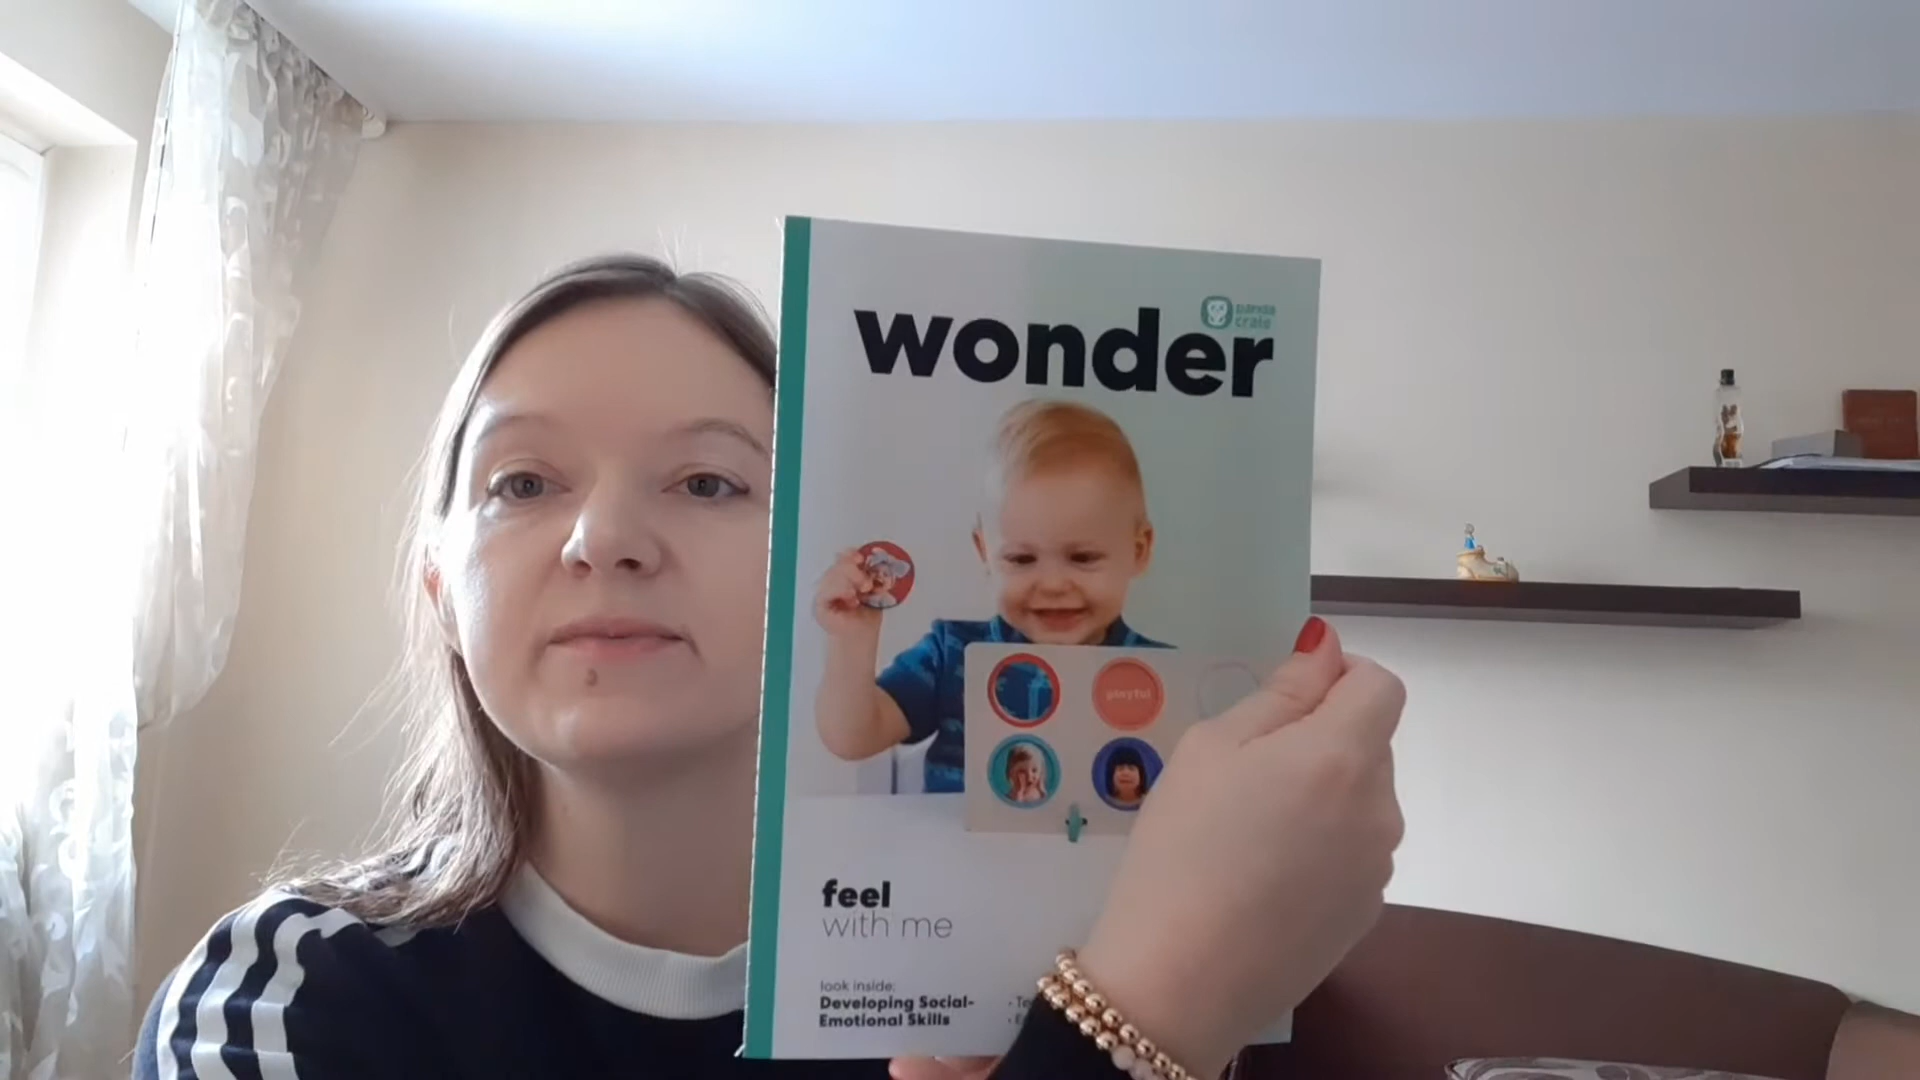 panda
crate
wonder
playful
feel
with me
look inside:
Developing Social-
Emotional Skills